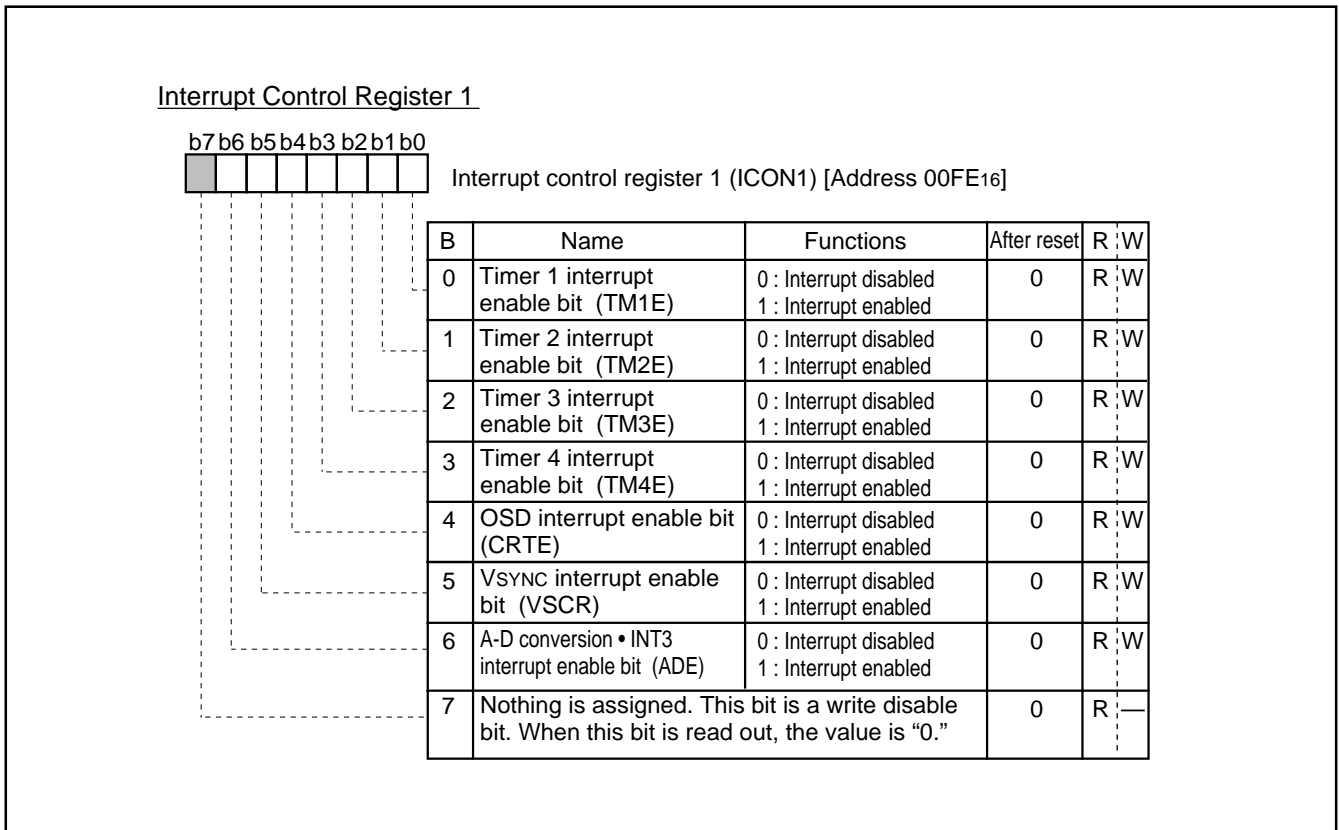 Interrupt Control Register 1
b7 b6 b5 b4 b3 b2 b1 b0
Interrupt control register 1 (ICON1) [Address 00FE16]
B Name Functions After reset R W
0 Timer 1 interrupt enable bit (TM1E) 0 : Interrupt disabled 0 R W
1 : Interrupt enabled
1 Timer 2 interrupt enable bit (TM2E) 0 : Interrupt disabled 0 R W
1 : Interrupt enabled
2 Timer 3 interrupt enable bit (TM3E) 0 : Interrupt disabled 0 R W
1 : Interrupt enabled
3 Timer 4 interrupt enable bit (TM4E) 0 : Interrupt disabled 0 R W
1 : Interrupt enabled
4 OSD interrupt enable bit (CRTE) 0 : Interrupt disabled 0 R W
1 : Interrupt enabled
5 VSYNC interrupt enable bit (VSCR) 0 : Interrupt disabled 0 R W
1 : Interrupt enabled
6 A-D conversion • INT3 interrupt enable bit (ADE) 0 : Interrupt disabled 0 R W
1 : Interrupt enabled
7 Nothing is assigned. This bit is a write disable 0 R —
bit. When this bit is read out, the value is “0.”